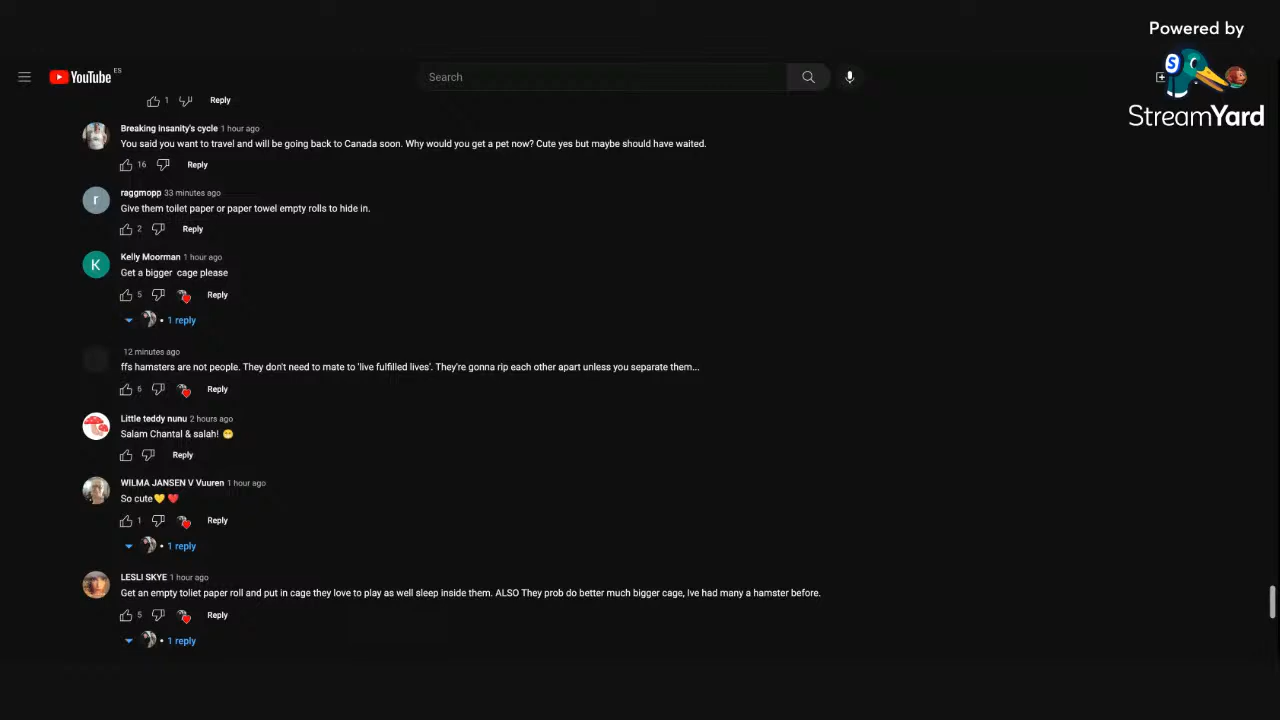 Powered by
YouTube ES
Search
S
StreamYard
1 Reply
Breaking Insanity's cycle 1 hour ago
You said you want to travel and will be going back to Canada soon. Why would you get a pet now? Cute yes but maybe should have waited.
16 Reply
r
raggmopp 33 minutes ago
Give them toilet paper or paper towel empty rolls to hide in.
2 Reply
K
Kelly Moorman 1 hour ago
Get a bigger cage please
5 Reply
• 1 reply
12 minutes ago
ffs hamsters are not people. They don't need to mate to 'live fulfilled lives'. They're gonna rip each other apart unless you separate them...
6 Reply
Little teddy nunu 2 hours ago
Salam Chantal & salah! 😁
Reply
WILMA JANSEN V Vuuren 1 hour ago
So cute💛 ❤️
1 Reply
• 1 reply
LESLI SKYE 1 hour ago
Get an empty toliet paper roll and put in cage they love to play as well sleep inside them. ALSO They prob do better much bigger cage, Ive had many a hamster before.
5 Reply
• 1 reply